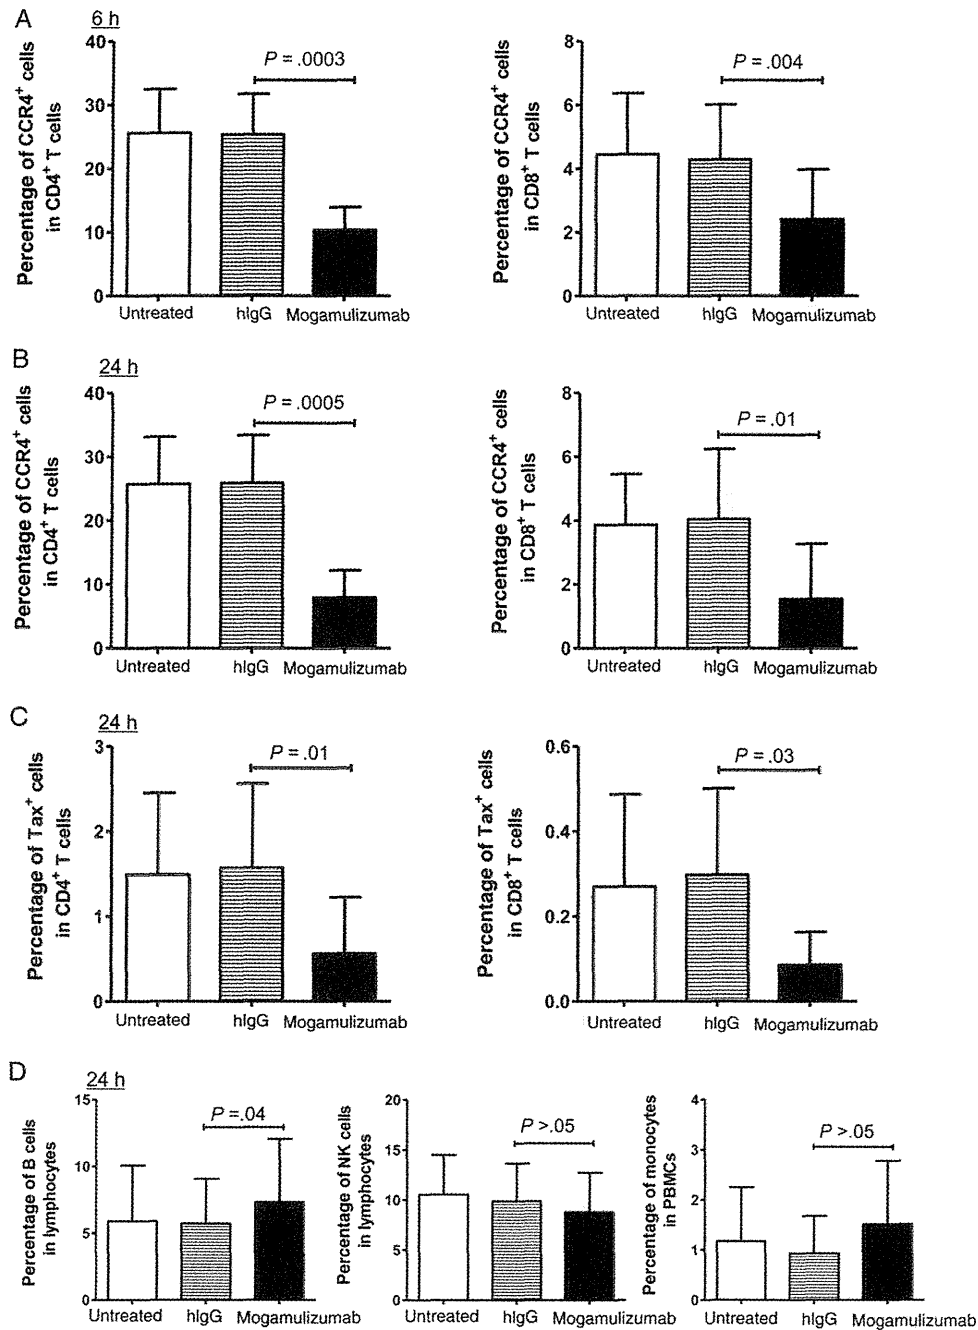 A
6 h
Percentage of CCR4+ cells
in CD4+ T cells
40
30
20
10
0
P = .0003
Untreated
hIgG
Mogamulizumab
Percentage of CCR4+ cells
in CD8+ T cells
8
6
4
2
0
P = .004
Untreated
hIgG
Mogamulizumab
B
24 h
Percentage of CCR4+ cells
in CD4+ T cells
40
30
20
10
0
P = .0005
Untreated
hIgG
Mogamulizumab
Percentage of CCR4+ cells
in CD8+ T cells
8
6
4
2
0
P = .01
Untreated
hIgG
Mogamulizumab
C
24 h
Percentage of Tax+ cells
in CD4+ T cells
3
2
1
0
P = .01
Untreated
hIgG
Mogamulizumab
Percentage of Tax+ cells
in CD8+ T cells
0.6
0.4
0.2
0.0
P = .03
Untreated
hIgG
Mogamulizumab
D
24 h
Percentage of B cells
in lymphocytes
15
10
5
0
P =.04
Untreated
hIgG
Mogamulizumab
Percentage of NK cells
in lymphocytes
20
15
10
5
0
P >.05
Untreated
hIgG
Mogamulizumab
Percentage of monocytes
in PBMCs
4
3
2
1
0
P >.05
Untreated
hIgG
Mogamulizumab